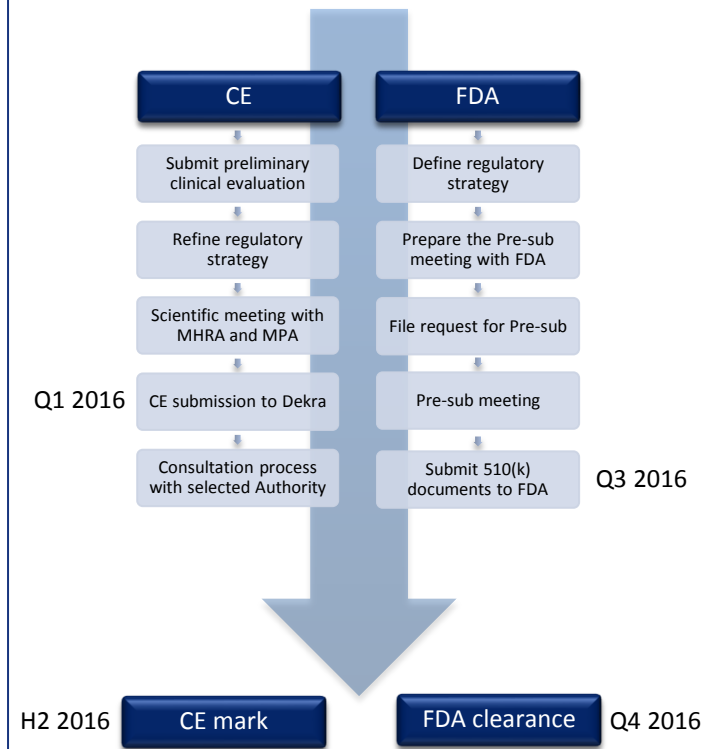 CE
FDA
Submit preliminary
clinical evaluation
Define regulatory
strategy
Refine regulatory
strategy
Prepare the Pre-sub
meeting with FDA
Scientific meeting with
MHRA and MPA
File request for Pre-sub
Q1 2016
CE submission to Dekra
Pre-sub meeting
Consultation process
with selected Authority
Submit 510(k)
documents to FDA
Q3 2016
H2 2016
CE mark
FDA clearance
Q4 2016